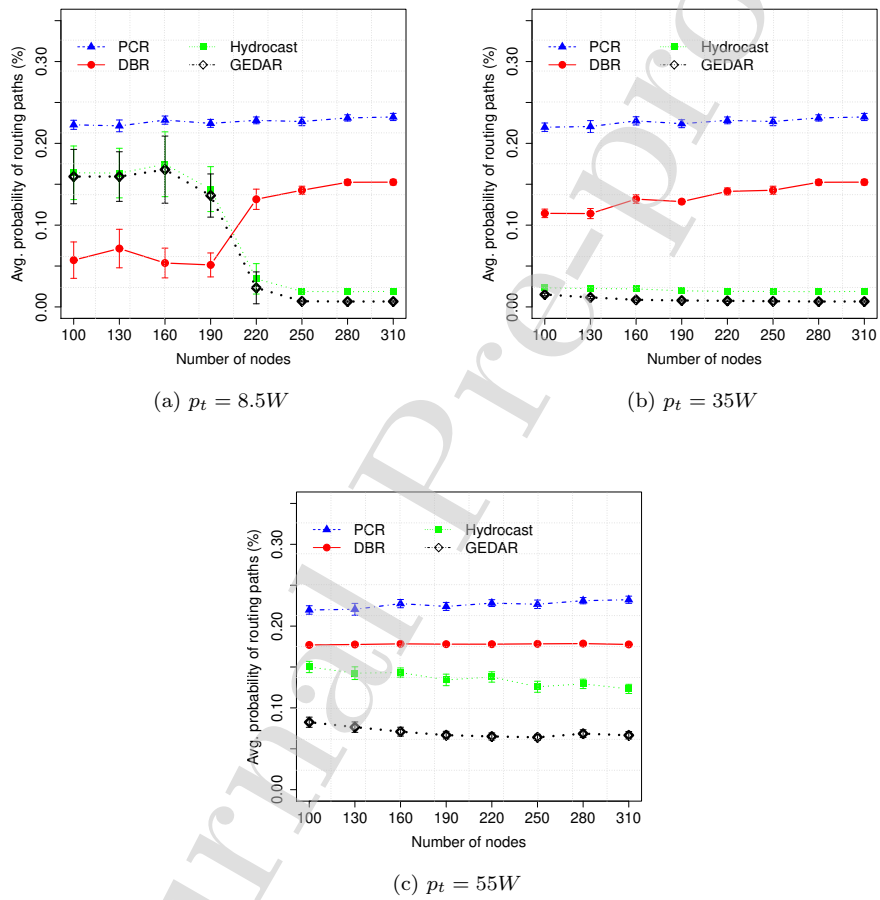 PCR
DBR
Hydrocast
GEDAR
Avg. probability of routing paths (%)
0.00 0.10 0.20 0.30
100 130 160 190 220 250 280 310
Number of nodes
(a) p_t = 8.5W
PCR
DBR
Hydrocast
GEDAR
Avg. probability of routing paths (%)
0.00 0.10 0.20 0.30
100 130 160 190 220 250 280 310
Number of nodes
(b) p_t = 35W
PCR
DBR
Hydrocast
GEDAR
Avg. probability of routing paths (%)
0.00 0.10 0.20 0.30
100 130 160 190 220 250 280 310
Number of nodes
(c) p_t = 55W
urnal Pre-pro